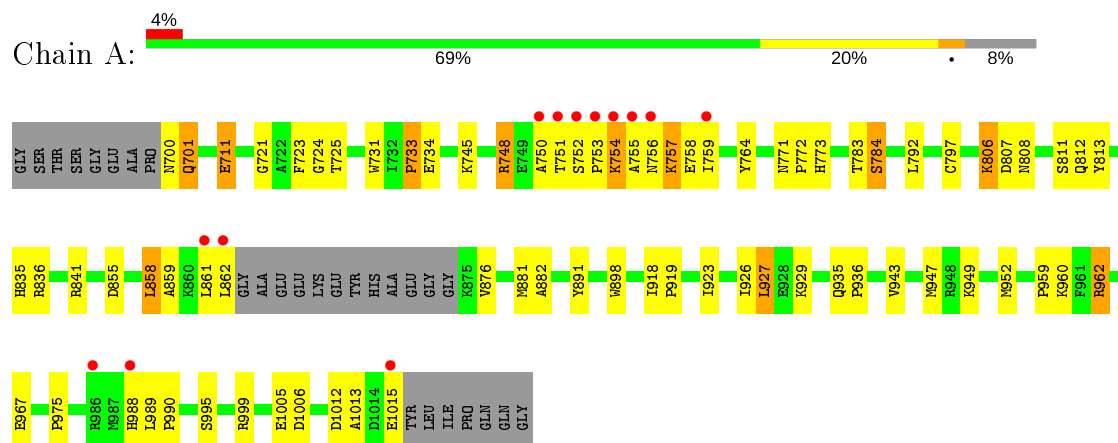 4%
Chain A:
69% 20% • 8%
GLY SER THR SER GLY GLU ALA PRO N700 Q701 E711 G721 A722 F723 G724 T725 W731 I732 P733 E734 K745 R748 E749 A750 T751 S752 P753 K754 A755 N756 K757 E758 I759 Y764 N771 P772 H773 T783 S784 L792 C797 K806 D807 N808 S811 Q812 Y813
H835 R836 R841 D855 L858 A859 K860 L861 L862 GLY ALA GLU GLU LYS GLU TYR HIS ALA GLU GLY GLY K875 V876 M881 A882 Y891 W898 I918 P919 I923 I926 L927 E928 K929 Q935 P936 V943 M947 R948 K949 M952 P959 K960 F961 R962
E967 P975 R986 M987 H988 L989 P990 S995 R999 E1005 D1006 D1012 A1013 D1014 E1015 TYR LEU ILE PRO GLN GLN GLY